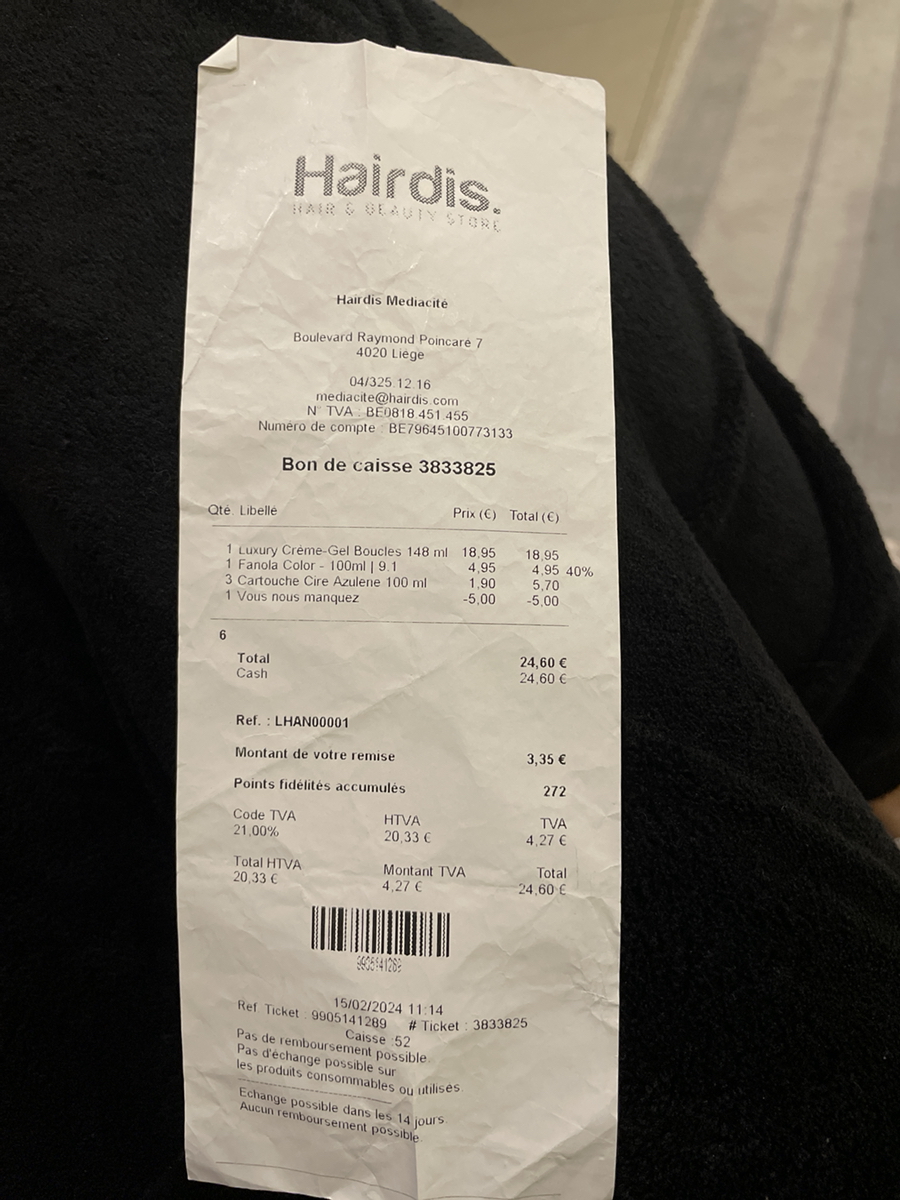 Hairdis.
HAIR & BEAUTY STORE
Hairdis Mediacité
Boulevard Raymond Poincaré 7
4020 Liège
04/325.12.16
mediacite@hairdis.com
N° TVA : BE0818.451.455
Numéro de compte : BE79645100773133
Bon de caisse 3833825
Qté. Libellé Prix (€) Total (€)
1 Luxury Crème-Gel Boucles 148 ml 18,95 18,95
1 Fanola Color - 100ml | 9.1 4,95 4,95 40%
3 Cartouche Cire Azulene 100 ml 1,90 5,70
1 Vous nous manquez -5,00 -5,00
6
Total 24,60 €
Cash 24,60 €
Ref. : LHAN00001
Montant de votre remise 3,35 €
Points fidélités accumulés 272
Code TVA HTVA TVA
21,00% 20,33 € 4,27 €
Total HTVA Montant TVA Total
20,33 € 4,27 € 24,60 €
9905141289
15/02/2024 11:14
Ref. Ticket : 9905141289 # Ticket : 3833825
Caisse :52
Pas de remboursement possible.
Pas d'échange possible sur
les produits consommables ou utilisés.
Echange possible dans les 14 jours.
Aucun remboursement possible.